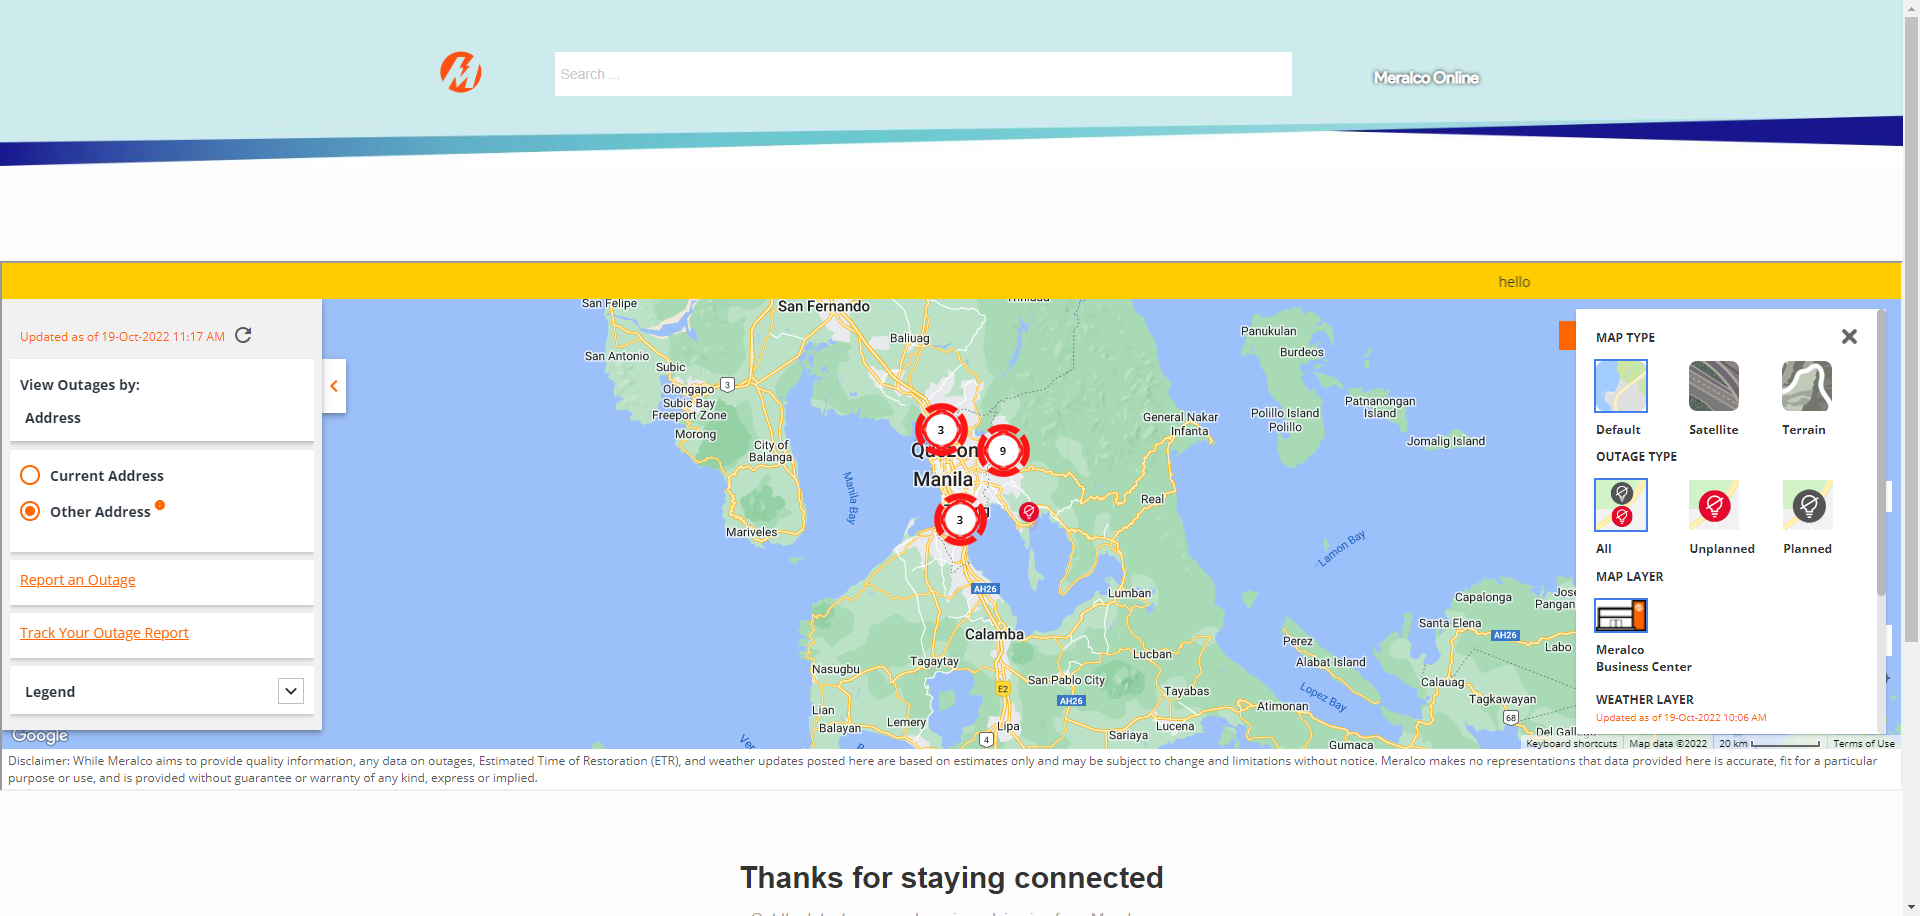 Search ...
Meralco Online
hello
Updated as of 19-Oct-2022 11:17 AM
View Outages by:
Address
Current Address
Other Address
Report an Outage
Track Your Outage Report
Legend
San Felipe
San Fernando
Baliuag
San Antonio
Subic
Olongapo
3
Subic Bay
Freeport Zone
Morong
City of
Balanga
Mariveles
Manila Bay
3
9
Manila
3
Panukulan
Burdeos
General Nakar
Infanta
Polillo Island
Polillo
Patnanongan
Island
Jomalig Island
Real
Lamon Bay
AH26
Lumban
Calamba
Capalonga
Santa Elena
AH26
Labo
Perez
Alabat Island
Lucban
Tagaytay
Nasugbu
San Pablo City
E2
AH26
Tayabas
Calauag
Lopez Bay
Tagkawayan
68
Atimonan
Lian
Balayan
Lemery
Lipa
4
Lucena
Sariaya
Gumaca
MAP TYPE
Default
Satellite
Terrain
OUTAGE TYPE
All
Unplanned
Planned
MAP LAYER
Meralco
Business Center
WEATHER LAYER
Updated as of 19-Oct-2022 10:06 AM
Google
Keyboard shortcuts
Map data ©2022
20 km
Terms of Use
Disclaimer: While Meralco aims to provide quality information, any data on outages, Estimated Time of Restoration (ETR), and weather updates posted here are based on estimates only and may be subject to change and limitations without notice. Meralco makes no representations that data provided here is accurate, fit for a particular
purpose or use, and is provided without guarantee or warranty of any kind, express or implied.
Thanks for staying connected